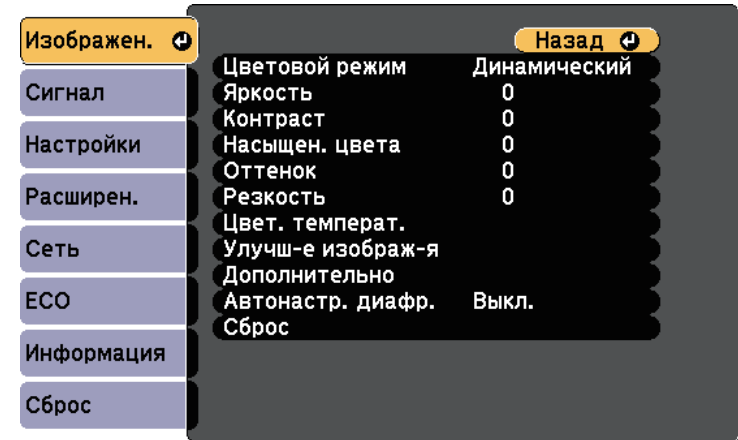 Изображен.
Сигнал
Настройки
Расширен.
Сеть
ECO
Информация
Сброс
Назад
Цветовой режим Динамический
Яркость 0
Контраст 0
Насыщен. цвета 0
Оттенок 0
Резкость 0
Цвет. температ.
Улучш-е изображ-я
Дополнительно
Автонастр. диафр. Выкл.
Сброс